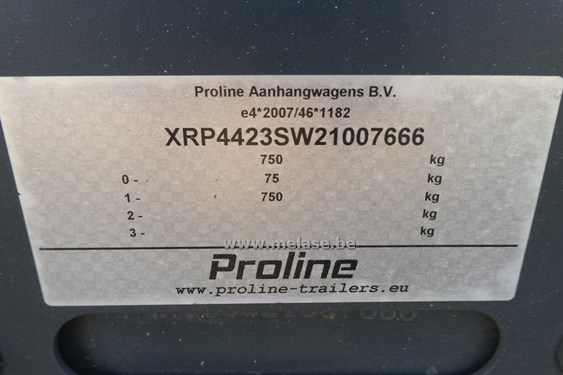 Proline Aanhangwagens B.V.
e4*2007/46*1182
XRP4423SW21007666
750 kg
0 - 75 kg
1 - 750 kg
2 - kg
3 - kg
www.melase.be
Proline
www.proline-trailers.eu